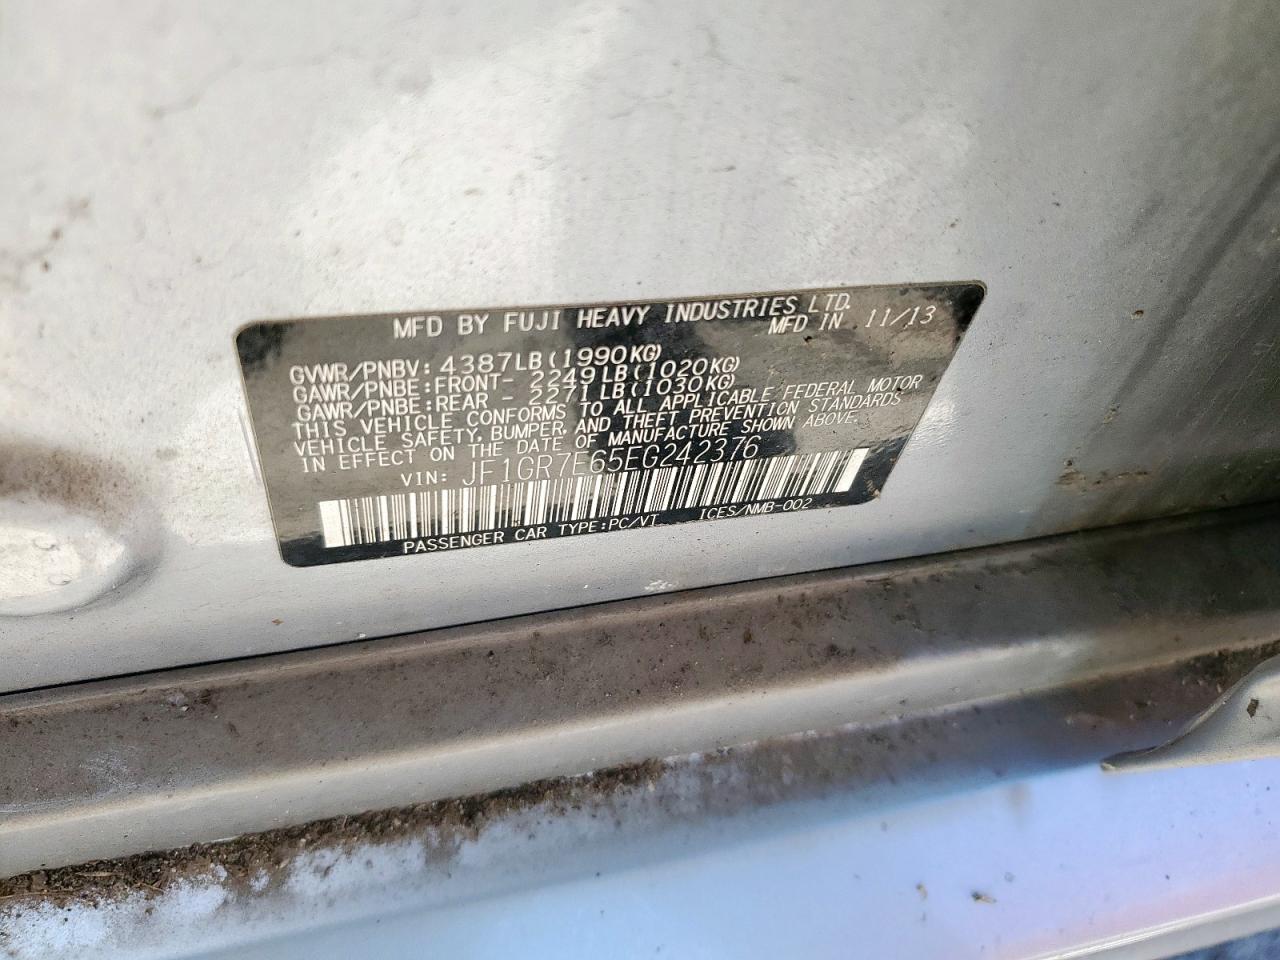 MFD BY FUJI HEAVY INDUSTRIES LTD.
MFD IN 11/13
GVWR/PNBV: 4387LB(1990KG)
GAWR/PNBE:FRONT- 2249LB(1020KG)
GAWR/PNBE:REAR - 2271LB(1030KG)
THIS VEHICLE CONFORMS TO ALL APPLICABLE FEDERAL MOTOR
VEHICLE SAFETY, BUMPER, AND THEFT PREVENTION STANDARDS
IN EFFECT ON THE DATE OF MANUFACTURE SHOWN ABOVE.
VIN: JF1GR7E65EG242376
PASSENGER CAR TYPE:PC/VT ICES/NMB-002